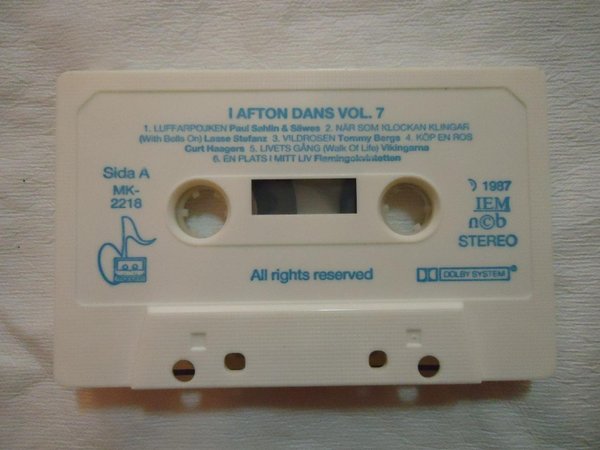 I AFTON DANS VOL. 7
1. LUFFARPOJKEN Paul Sahlin & Säwes 2. NÄR SOM KLOCKAN KLINGAR
(With Bells On) Lasse Stefanz 3. VILDROSEN Tommy Bergs 4. KÖP EN ROS
Curt Haagers 5. LIVETS GÅNG (Walk Of Life) Vikingarna
6. EN PLATS I MITT LIV Flamingokvintetten
Sida A
MK-
2218
℗ 1987
IEM
n©b
STEREO
All rights reserved
DOLBY SYSTEM®